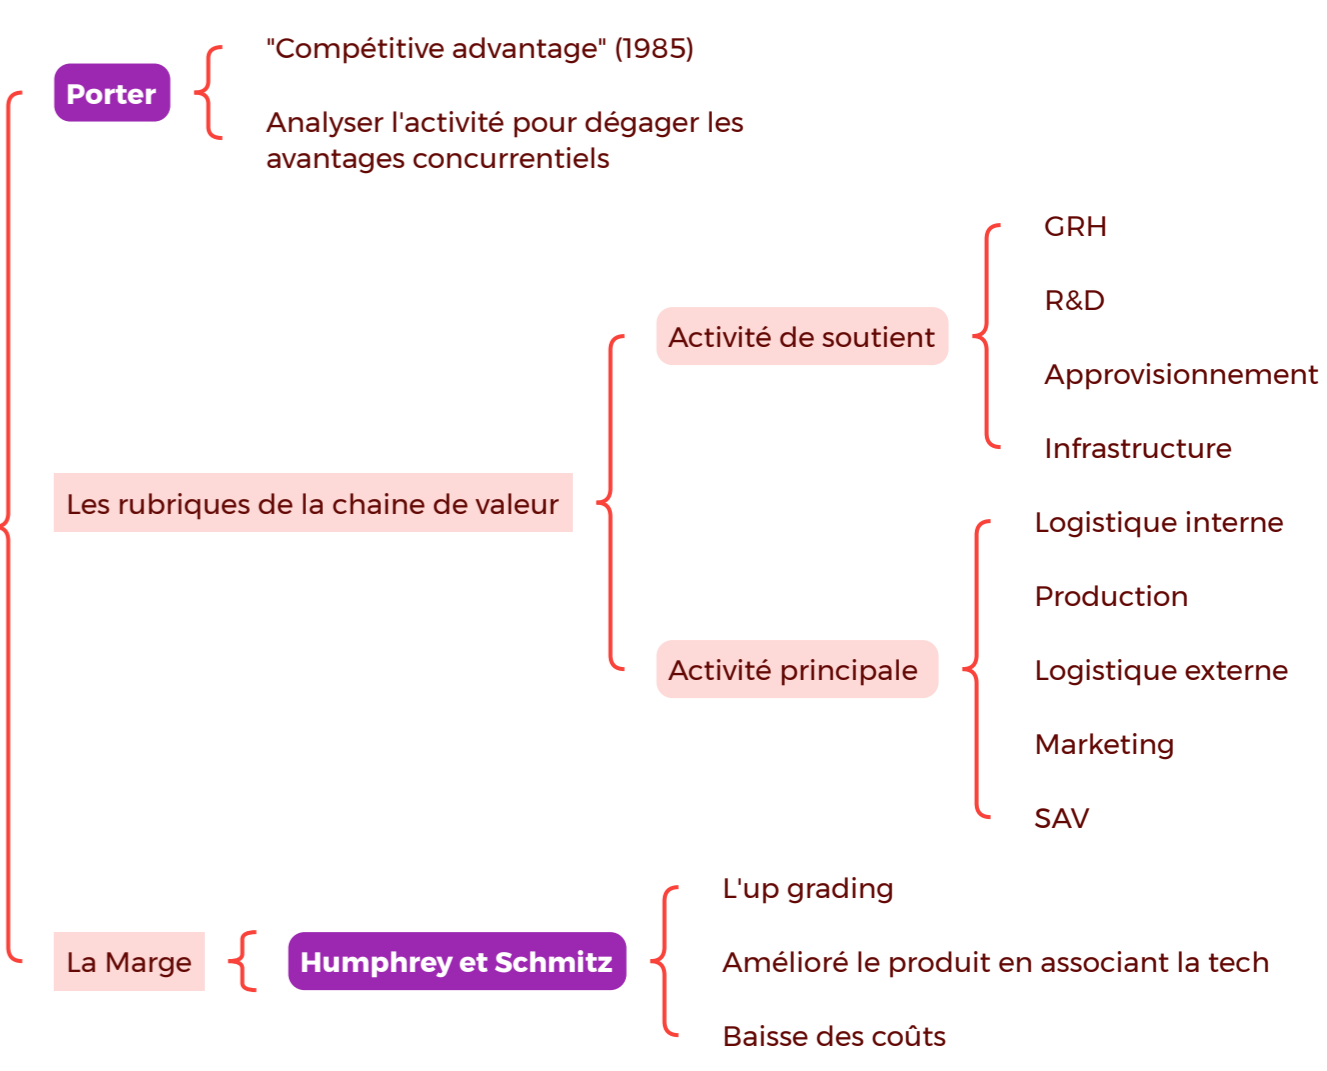 Porter
"Compétitive advantage" (1985)
Analyser l'activité pour dégager les
avantages concurrentiels
Les rubriques de la chaine de valeur
Activité de soutient
GRH
R&D
Approvisionnement
Infrastructure
Activité principale
Logistique interne
Production
Logistique externe
Marketing
SAV
La Marge
Humphrey et Schmitz
L'up grading
Amélioré le produit en associant la tech
Baisse des coûts